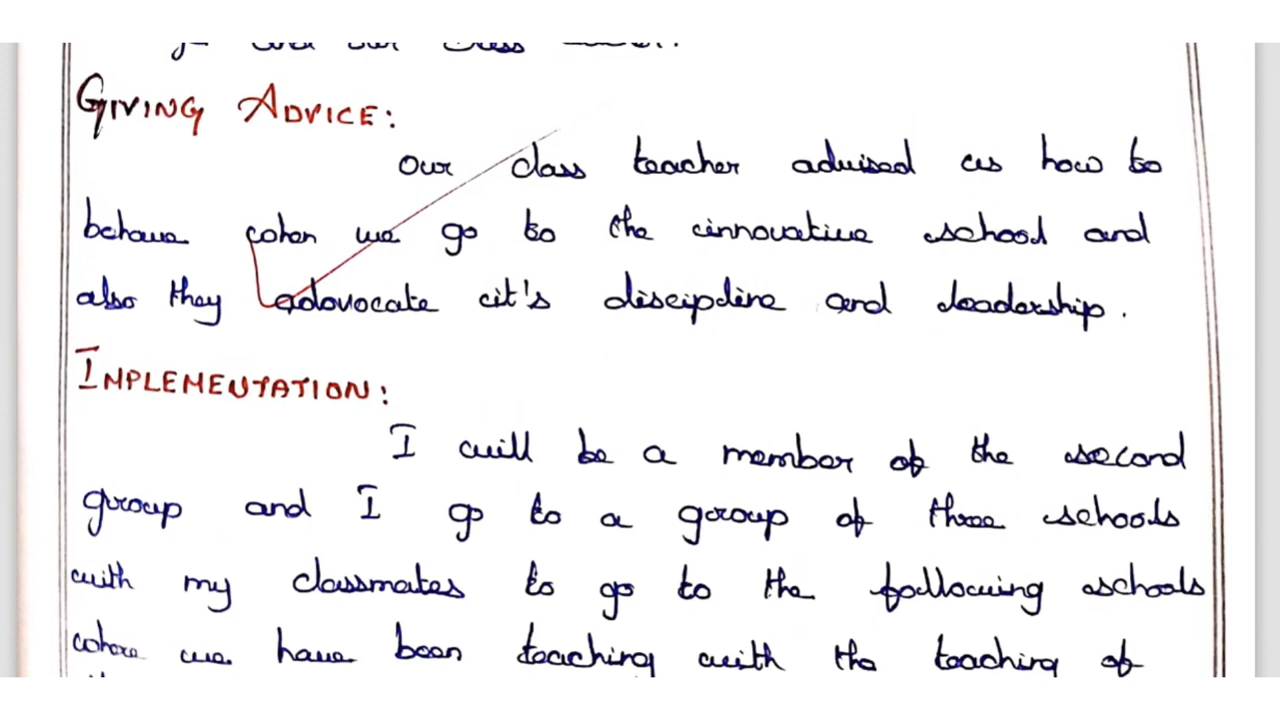 GIVING ADVICE:
Our class teacher advised us how to
behave when we go to the innovative school and
also they adovocate it's discipline and leadership.
IMPLEMENTATION:
I will be a member of the second
group and I go to a group of three schools
with my classmates to go to the following schools
where we have been teaching with the teaching of